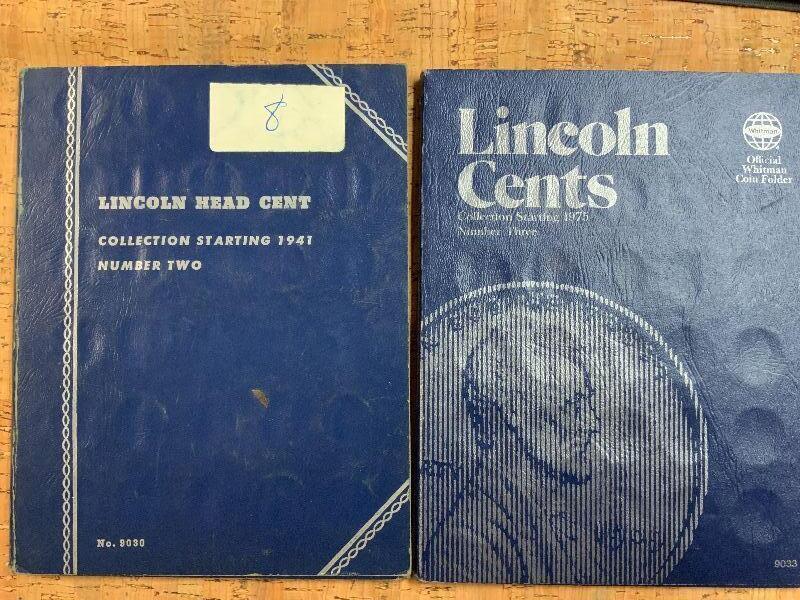 8
LINCOLN HEAD CENT
COLLECTION STARTING 1941
NUMBER TWO
No. 9030
Lincoln
Cents
Collection Starting 1975
Number Three
Whitman
Official
Whitman
Coin Folder
9033